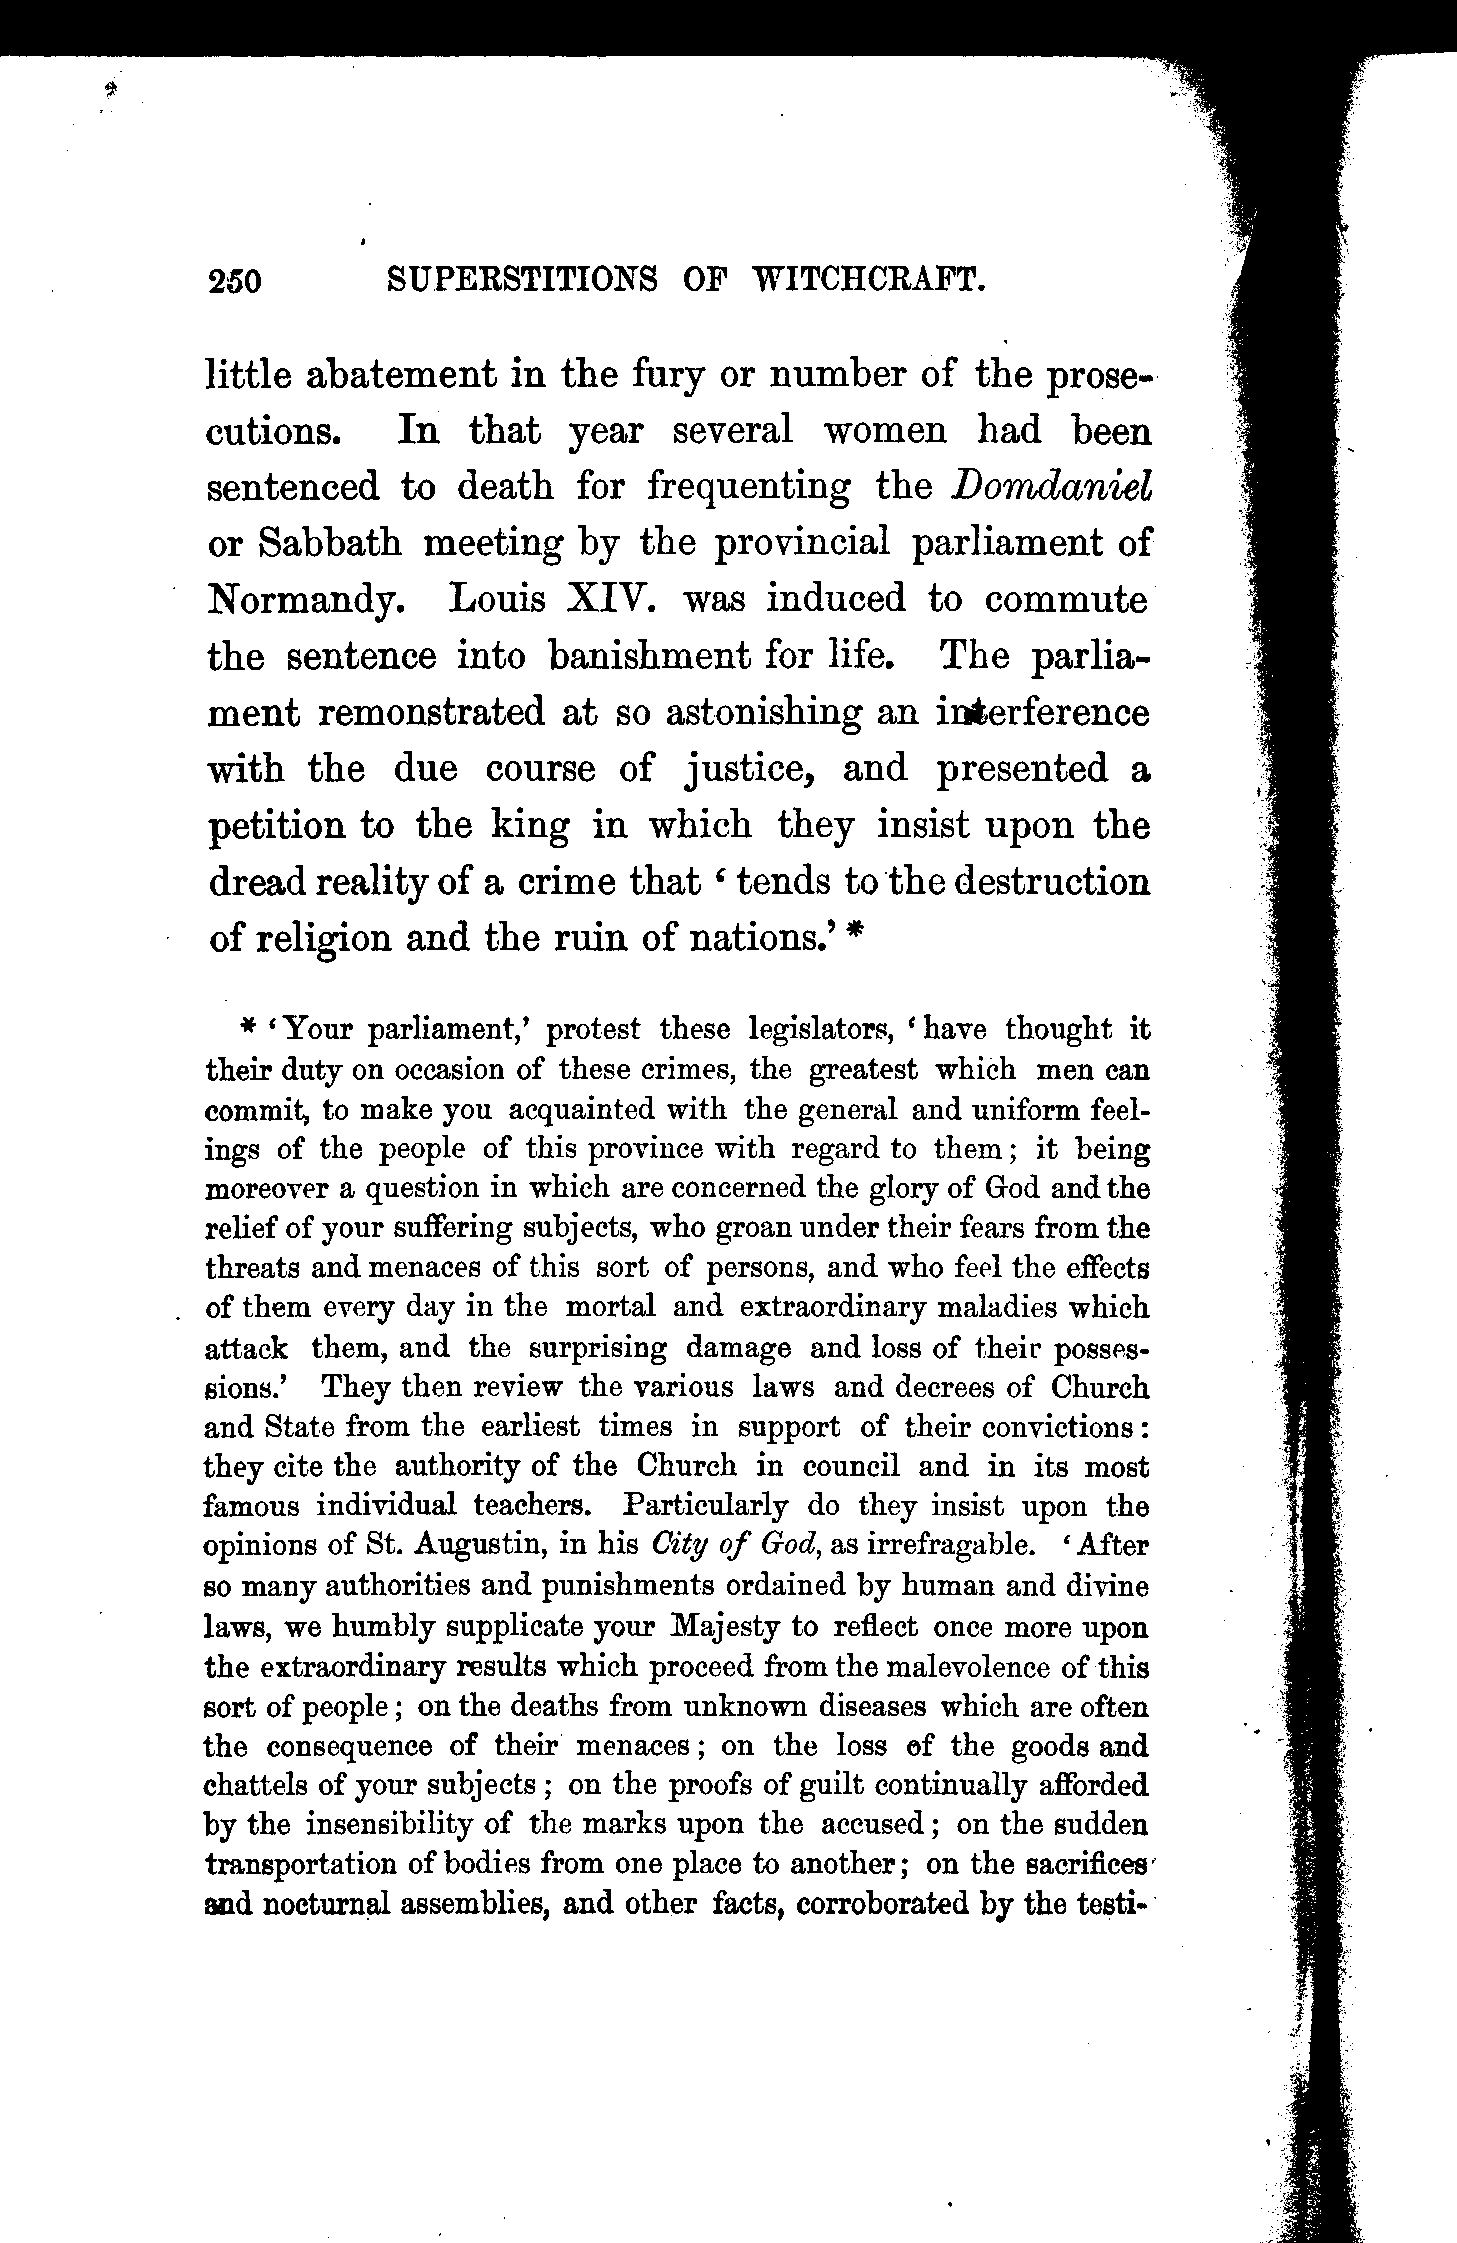 250 SUPERSTITIONS OF WITCHCRAFT.
little abatement in the fury or number of the prose-
cutions. In that year several women had been
sentenced to death for frequenting the Domdaniel
or Sabbath meeting by the provincial parliament of
Normandy. Louis XIV. was induced to commute
the sentence into banishment for life. The parlia-
ment remonstrated at so astonishing an interference
with the due course of justice, and presented a
petition to the king in which they insist upon the
dread reality of a crime that ‘ tends to the destruction
of religion and the ruin of nations.’ *
* ‘ Your parliament,’ protest these legislators, ‘ have thought it
their duty on occasion of these crimes, the greatest which men can
commit, to make you acquainted with the general and uniform feel-
ings of the people of this province with regard to them ; it being
moreover a question in which are concerned the glory of God and the
relief of your suffering subjects, who groan under their fears from the
threats and menaces of this sort of persons, and who feel the effects
of them every day in the mortal and extraordinary maladies which
attack them, and the surprising damage and loss of their posses-
sions.’ They then review the various laws and decrees of Church
and State from the earliest times in support of their convictions :
they cite the authority of the Church in council and in its most
famous individual teachers. Particularly do they insist upon the
opinions of St. Augustin, in his City of God, as irrefragable. ‘ After
so many authorities and punishments ordained by human and divine
laws, we humbly supplicate your Majesty to reflect once more upon
the extraordinary results which proceed from the malevolence of this
sort of people ; on the deaths from unknown diseases which are often
the consequence of their menaces ; on the loss of the goods and
chattels of your subjects ; on the proofs of guilt continually afforded
by the insensibility of the marks upon the accused ; on the sudden
transportation of bodies from one place to another ; on the sacrifices
and nocturnal assemblies, and other facts, corroborated by the testi-